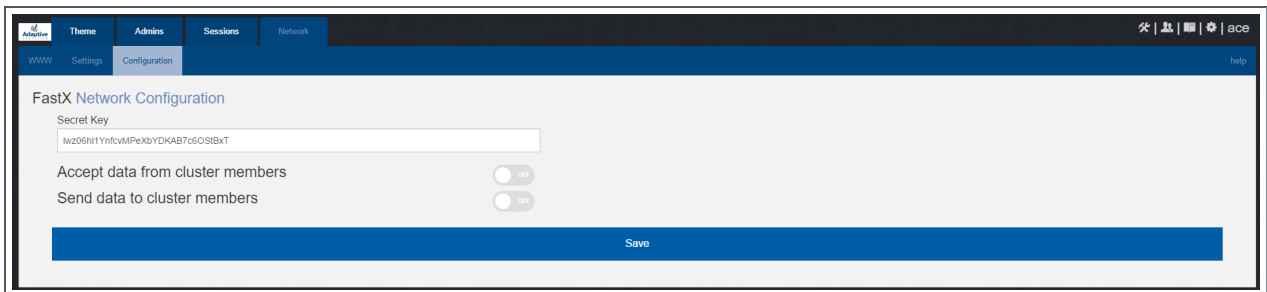 Adaptive
Theme Admins Sessions Network
| | | | ace
WWW Settings Configuration
help
FastX Network Configuration
Secret Key
Iwz06hI1YnfcvMPeXbYDKAB7c6OStBxT
Accept data from cluster members
OFF
Send data to cluster members
OFF
Save